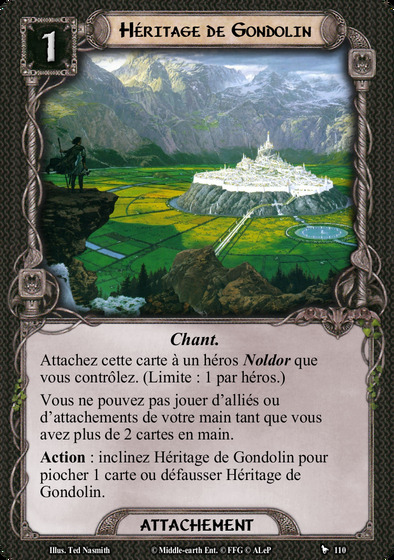 Héritage de Gondolin
1
Chant.
Attachez cette carte à un héros Noldor que
vous contrôlez. (Limite : 1 par héros.)
Vous ne pouvez pas jouer d'alliés ou
d'attachements de votre main tant que vous
avez plus de 2 cartes en main.
Action : inclinez Héritage de Gondolin pour
piocher 1 carte ou défausser Héritage de
Gondolin.
Attachement
Illus. Ted Nasmith ©Middle-earth Ent. ©FFG ©ALeP 110